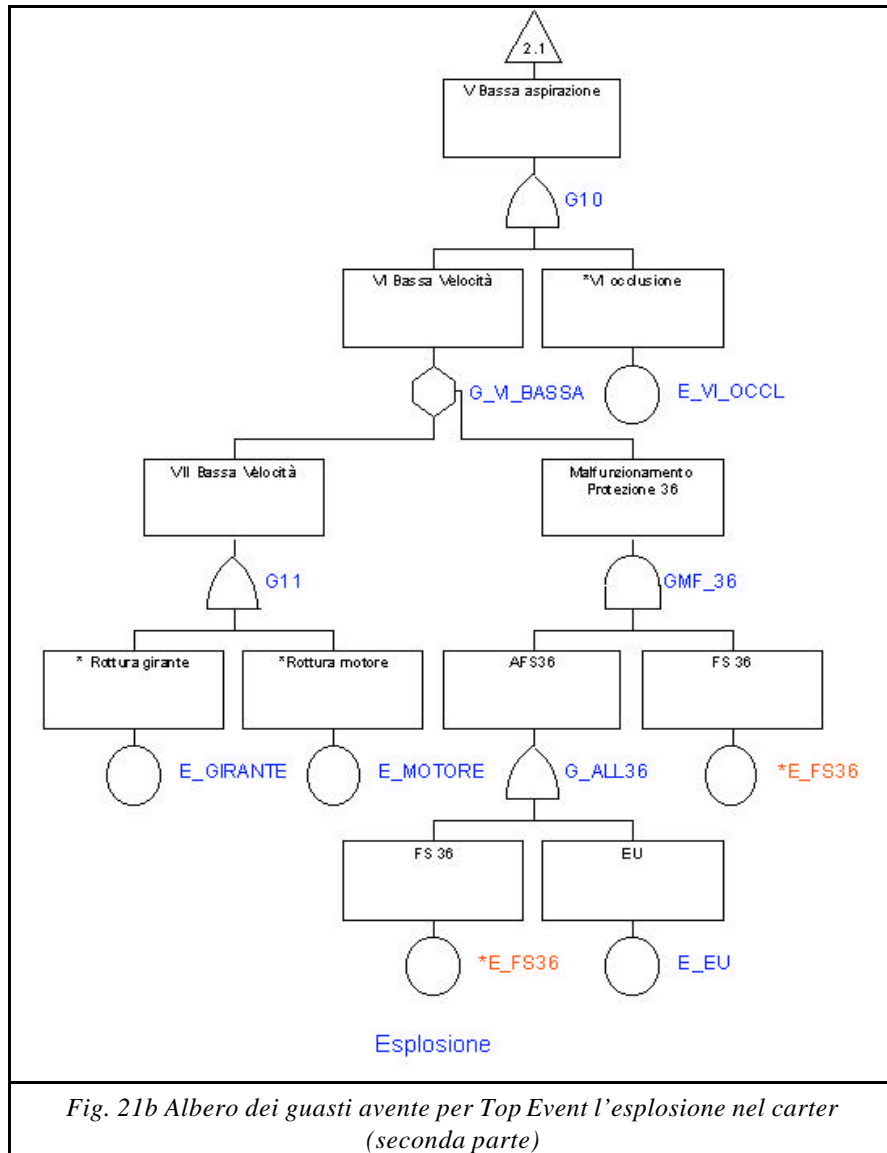 2.1
V Bassa aspirazione
G10
VI Bassa Velocità
*VI occlusione
G_VI_BASSA
E_VI_OCCL
VII Bassa Velocità
Malfunzionamento
Protezione 36
G11
GMF_36
* Rottura girante
*Rottura motore
AFS36
FS 36
E_GIRANTE
E_MOTORE
G_ALL36
*E_FS36
FS 36
EU
*E_FS36
E_EU
Esplosione
Fig. 21b Albero dei guasti avente per Top Event l'esplosione nel carter
(seconda parte)